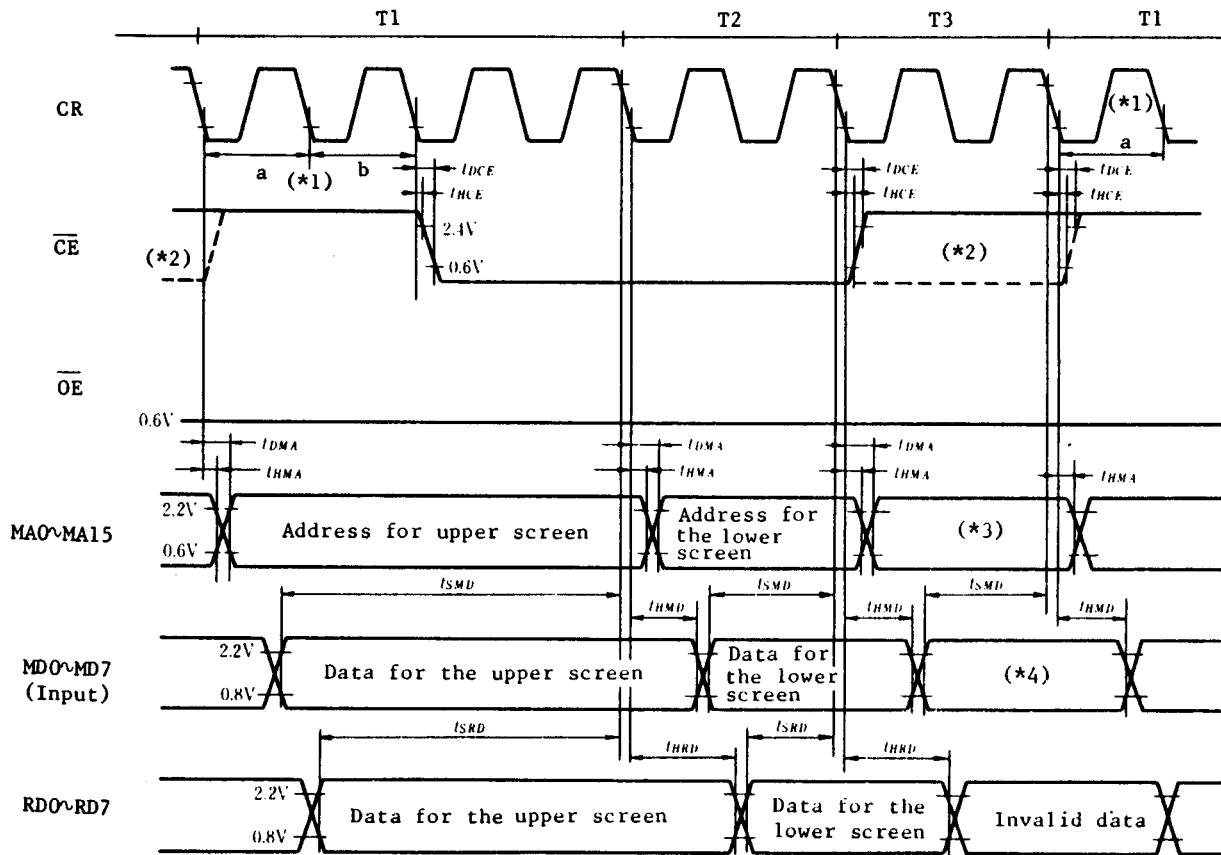 T1 T2 T3 T1
CR
(*1)
a (*1) b a
tDCE tDCE tDCE
tHCE tHCE tHCE
CE (*2) 2.4V 0.6V (*2)
OE
0.6V
tDMA tDMA tDMA
tHMA tHMA tHMA tHMA
MA0~MA15 2.2V 0.6V Address for upper screen Address for the lower screen (*3)
tSMD tHMD tSMD tHMD tSMD tHMD
MD0~MD7 (Input) 2.2V 0.8V Data for the upper screen Data for the lower screen (*4)
tSRD tHRD tSRD tHRD
RD0~RD7 2.2V 0.8V Data for the upper screen Data for the lower screen Invalid data